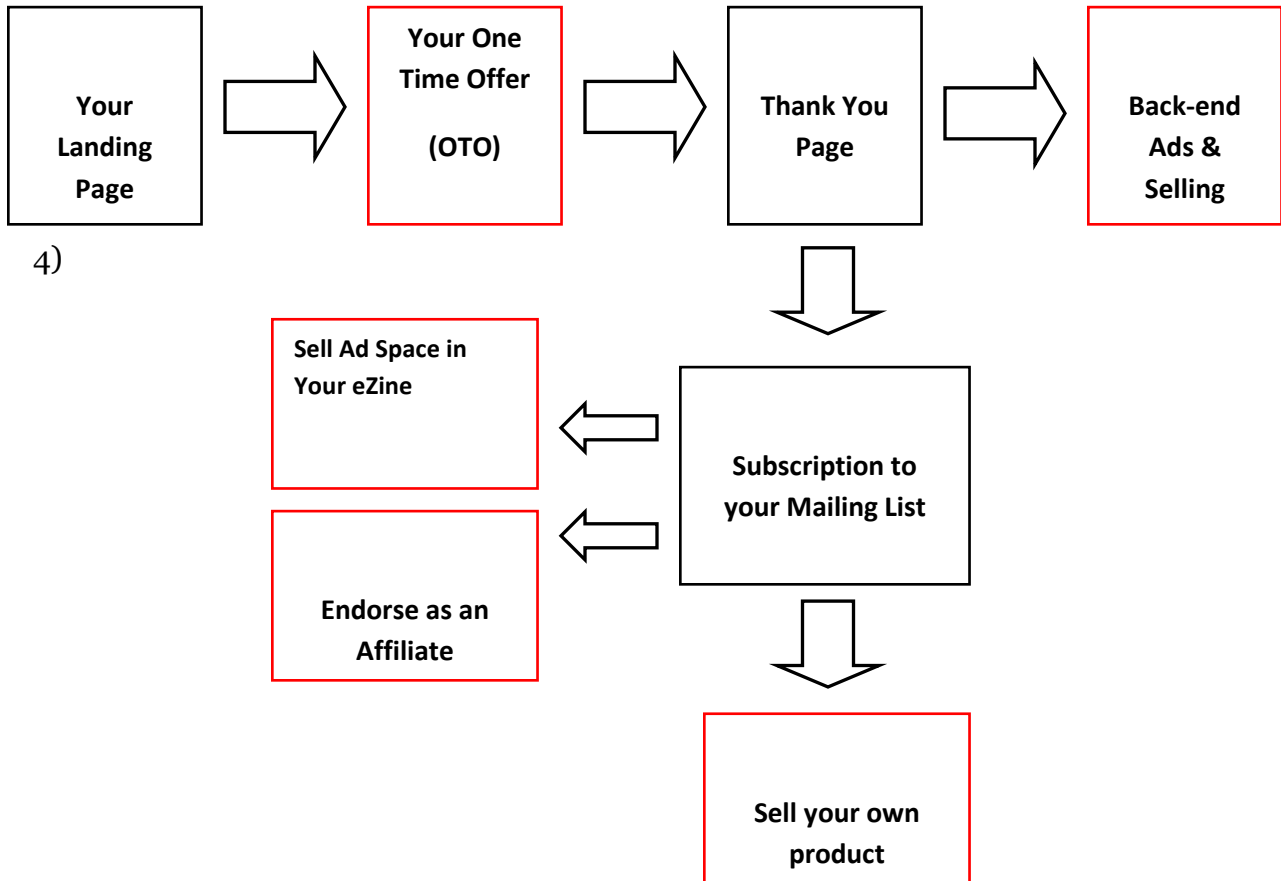 Your
Landing
Page
Your One
Time Offer
(OTO)
Thank You
Page
Back-end
Ads &
Selling
4)
Sell Ad Space in
Your eZine
Subscription to
your Mailing List
Endorse as an
Affiliate
Sell your own
product